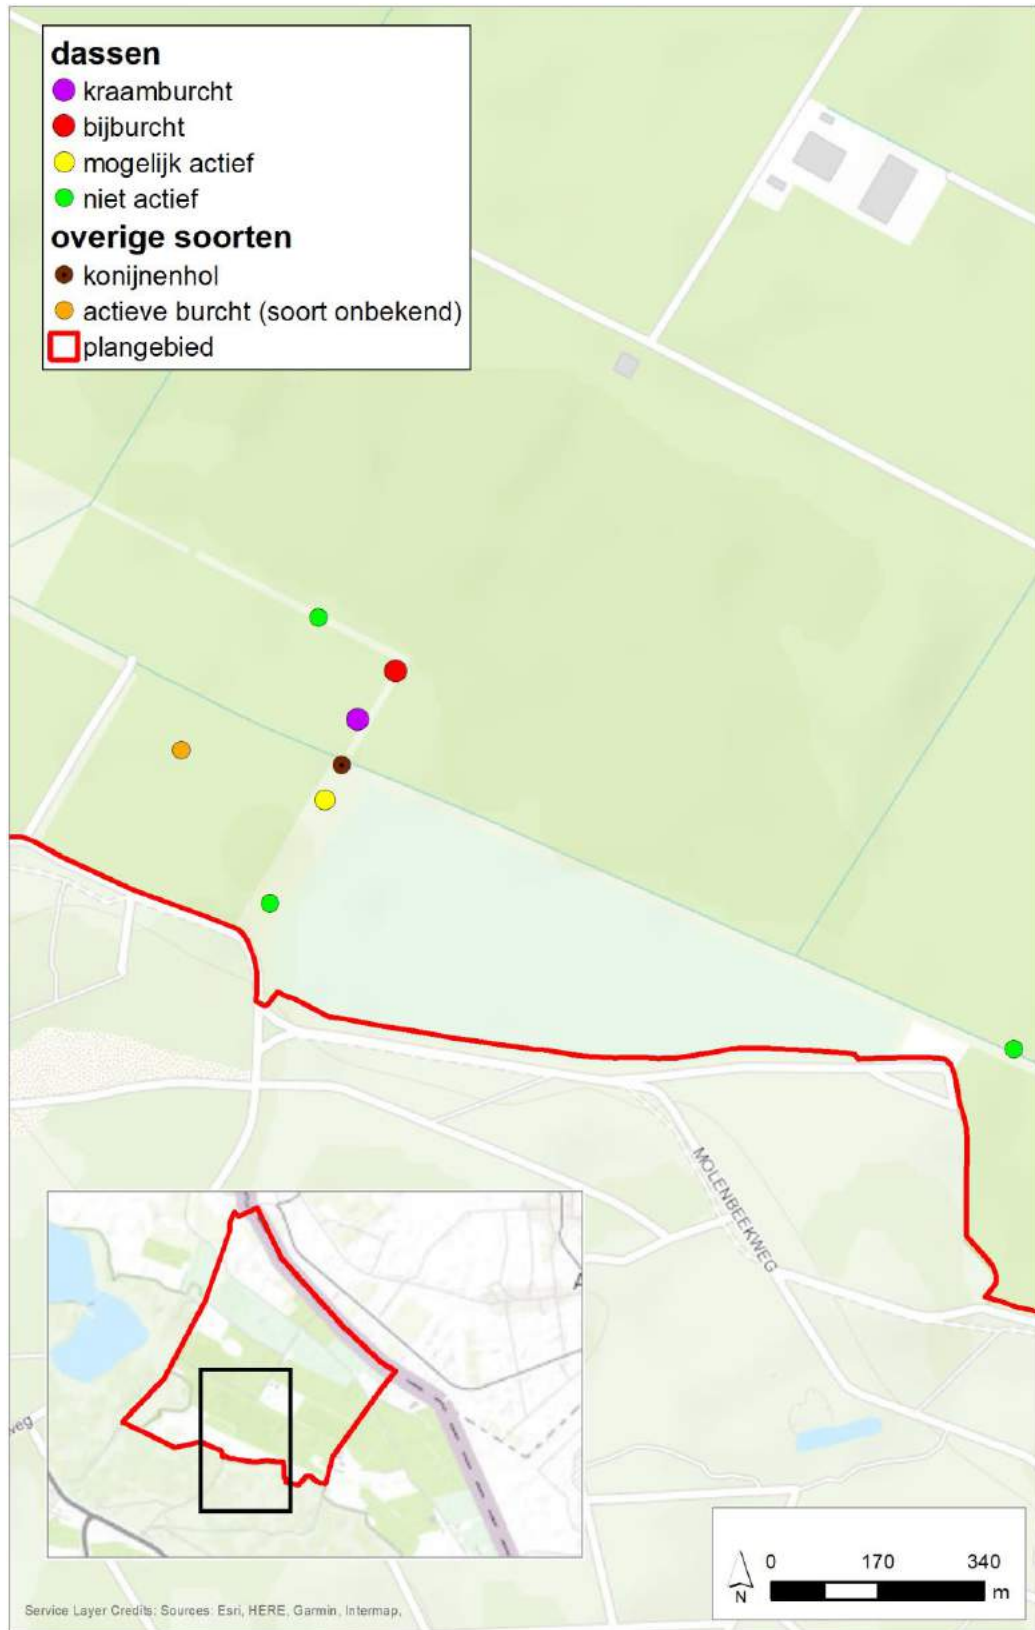 dassen
kraamburcht
bijburcht
mogelijk actief
niet actief
overige soorten
konijnenhol
actieve burcht (soort onbekend)
plangebied
MOLENBEEKWEG
A
weg
0 170 340
m
N
Service Layer Credits: Sources: Esri, HERE, Garmin, Intermap,